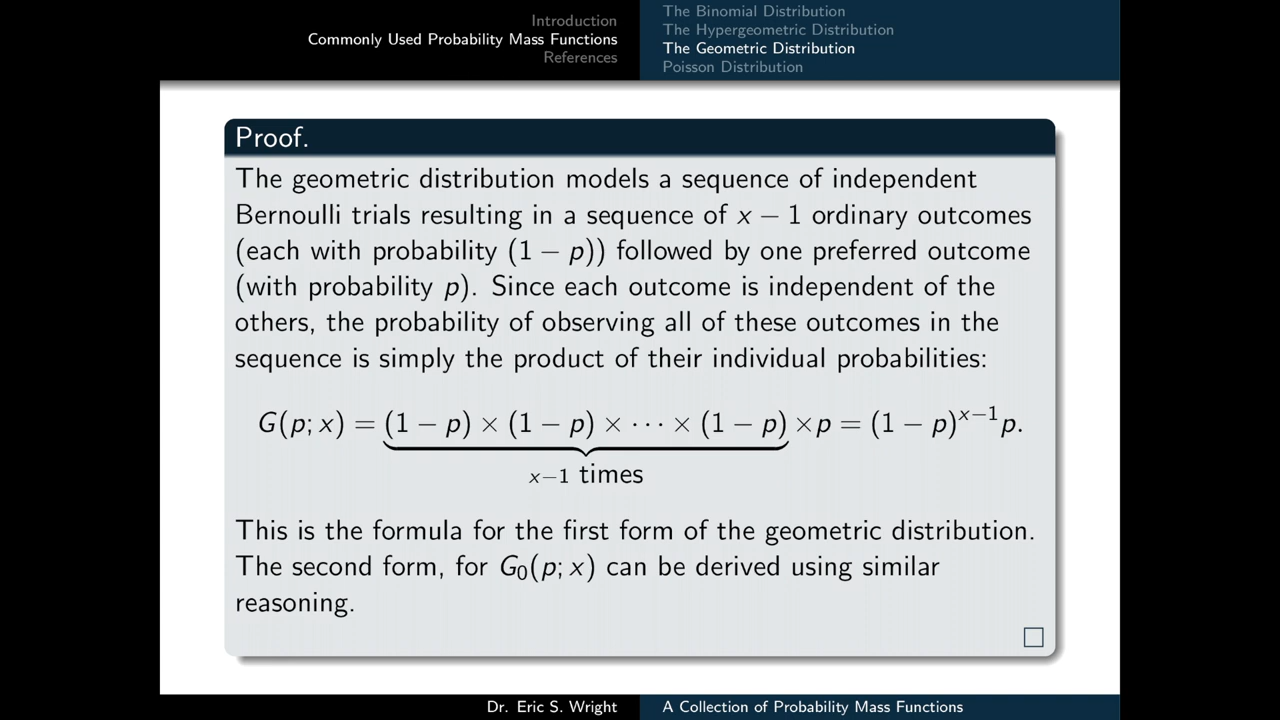 Introduction
Commonly Used Probability Mass Functions
References
The Binomial Distribution
The Hypergeometric Distribution
The Geometric Distribution
Poisson Distribution
Proof.
The geometric distribution models a sequence of independent
Bernoulli trials resulting in a sequence of x − 1 ordinary outcomes
(each with probability (1 − p)) followed by one preferred outcome
(with probability p). Since each outcome is independent of the
others, the probability of observing all of these outcomes in the
sequence is simply the product of their individual probabilities:
G(p; x) = (1 − p) × (1 − p) × ··· × (1 − p) ×p = (1 − p)^{x−1}p.
x−1 times
This is the formula for the first form of the geometric distribution.
The second form, for G₀(p; x) can be derived using similar
reasoning.
Dr. Eric S. Wright
A Collection of Probability Mass Functions